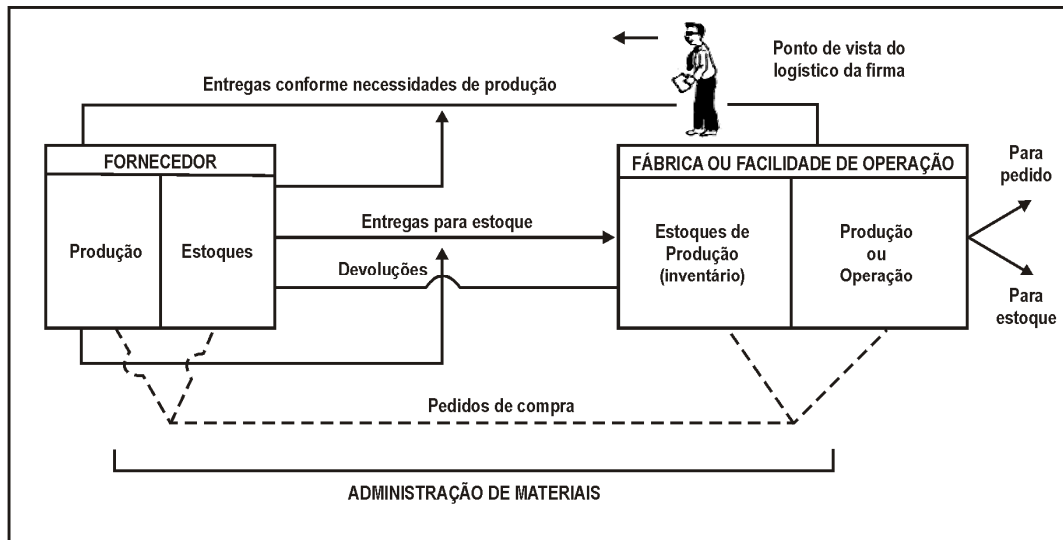 Ponto de vista do
logístico da firma
Entregas conforme necessidades de produção
FORNECEDOR
Produção
Estoques
Entregas para estoque
Devoluções
FÁBRICA OU FACILIDADE DE OPERAÇÃO
Estoques de
Produção
(inventário)
Produção
ou
Operação
Para
pedido
Para
estoque
Pedidos de compra
ADMINISTRAÇÃO DE MATERIAIS